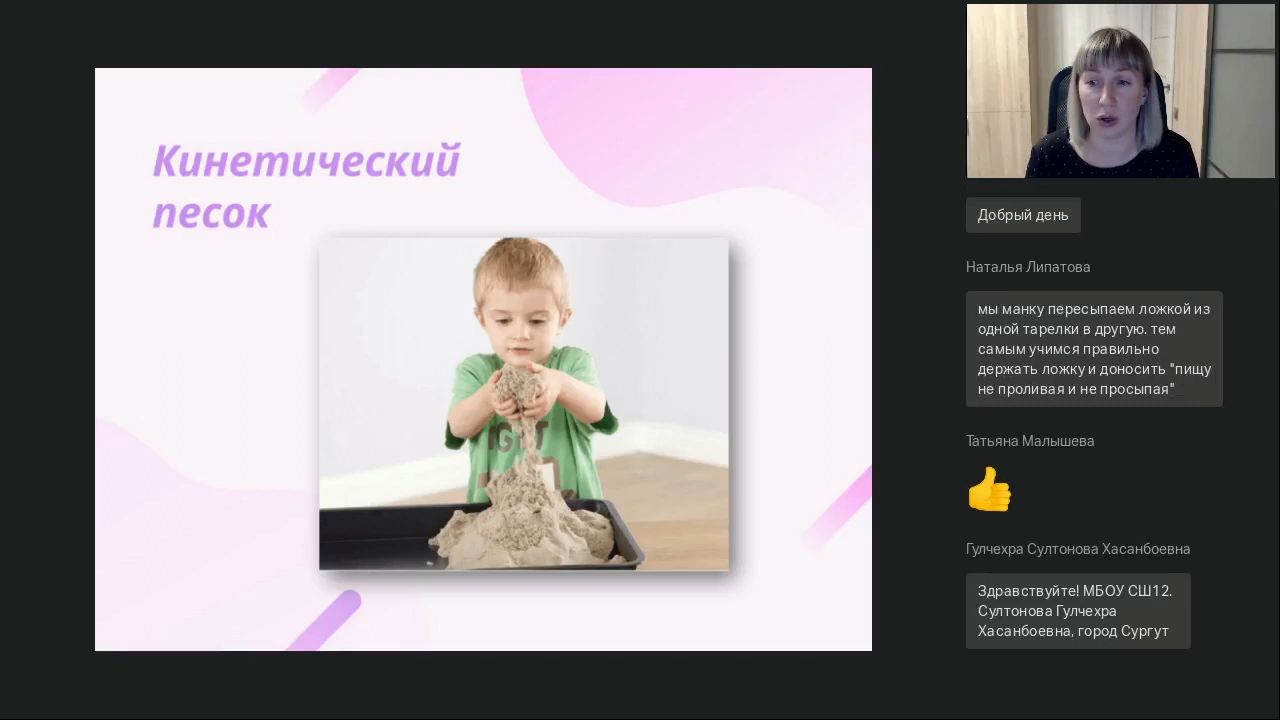 Кинетический
песок
Добрый день
Наталья Липатова
мы манку пересыпаем ложкой из
одной тарелки в другую. тем
самым учимся правильно
держать ложку и доносить "пищу
не проливая и не просыпая"
Татьяна Малышева
Гулчехра Султонова Хасанбоевна
Здравствуйте! МБОУ СШ12.
Султонова Гулчехра
Хасанбоевна, город Сургут